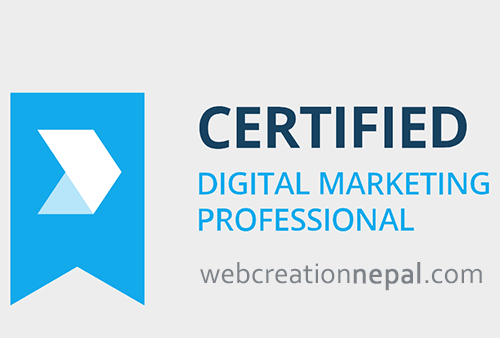 CERTIFIED
DIGITAL MARKETING
PROFESSIONAL
webcreationnepal.com